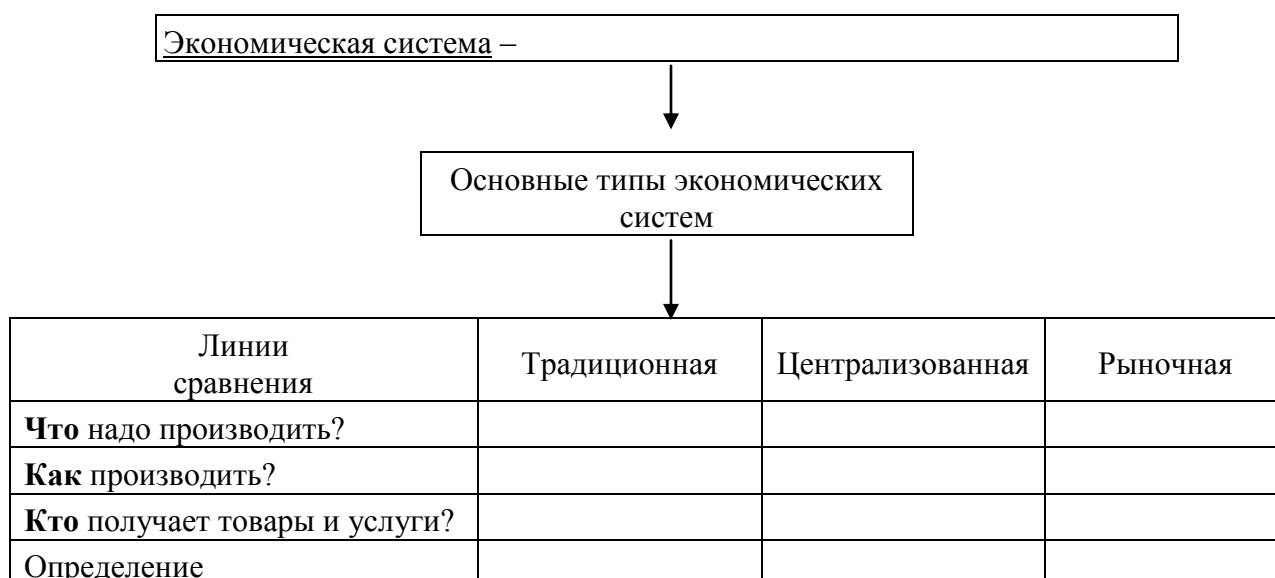 Экономическая система –
Основные типы экономических
систем
Линии
сравнения
Традиционная
Централизованная
Рыночная
Что надо производить?
Как производить?
Кто получает товары и услуги?
Определение